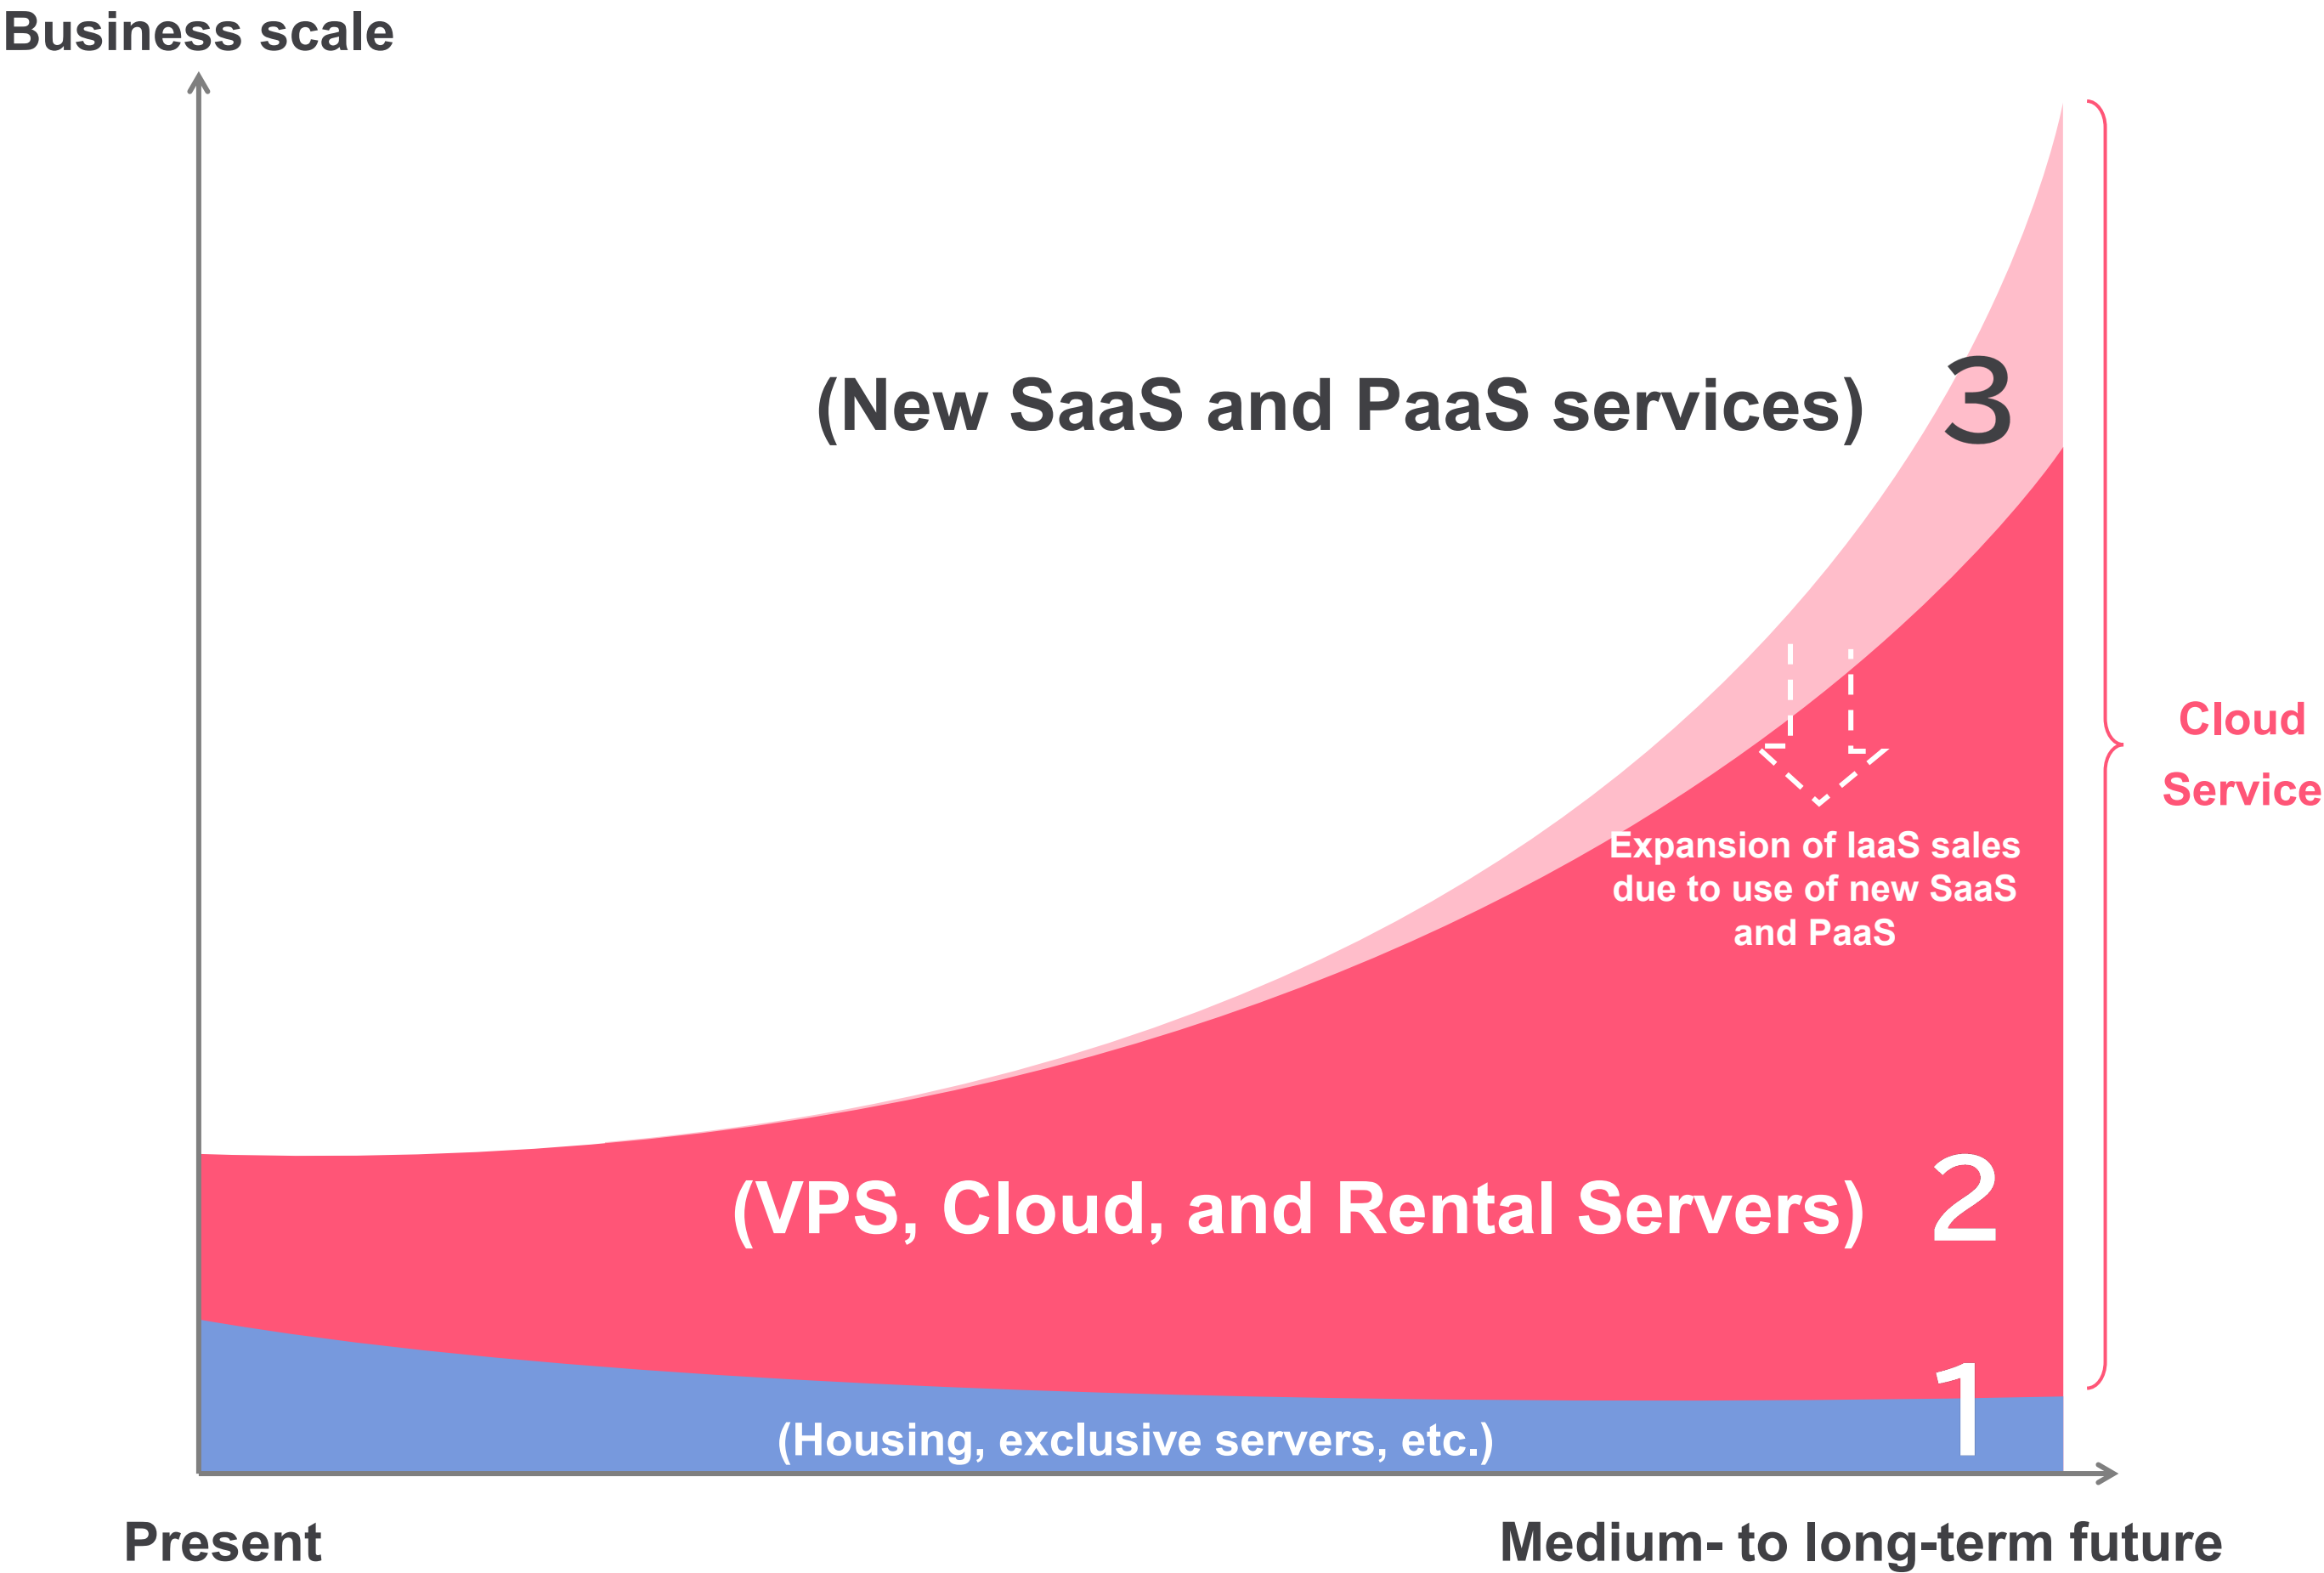 Business scale
(New SaaS and PaaS services) 3
Cloud
Service
Expansion of IaaS sales
due to use of new SaaS
and PaaS
(VPS, Cloud, and Rental Servers) 2
1
(Housing, exclusive servers, etc.)
Present
Medium- to long-term future